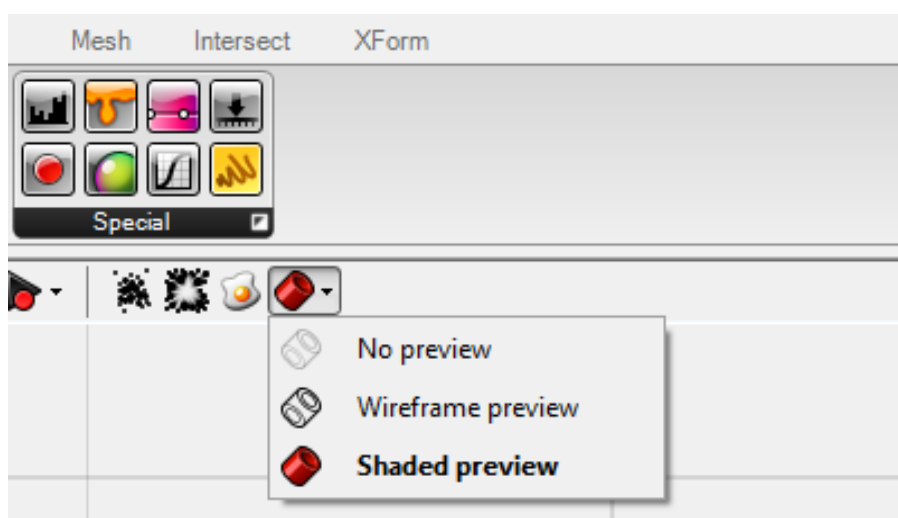 Mesh Intersect XForm
Special
No preview
Wireframe preview
Shaded preview